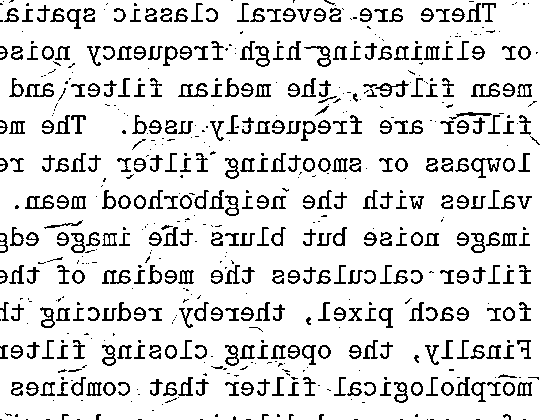 There are several classic spatial
or eliminating high frequency noise
mean filter, the median filter and
filter are frequently used. The me
lowpass or smoothing filter that re
values with the neighborhood mean.
image noise but blurs the image edg
filter calculates the median of the
for each pixel, thereby reducing th
Finally, the opening closing filter
morphological filter that combines